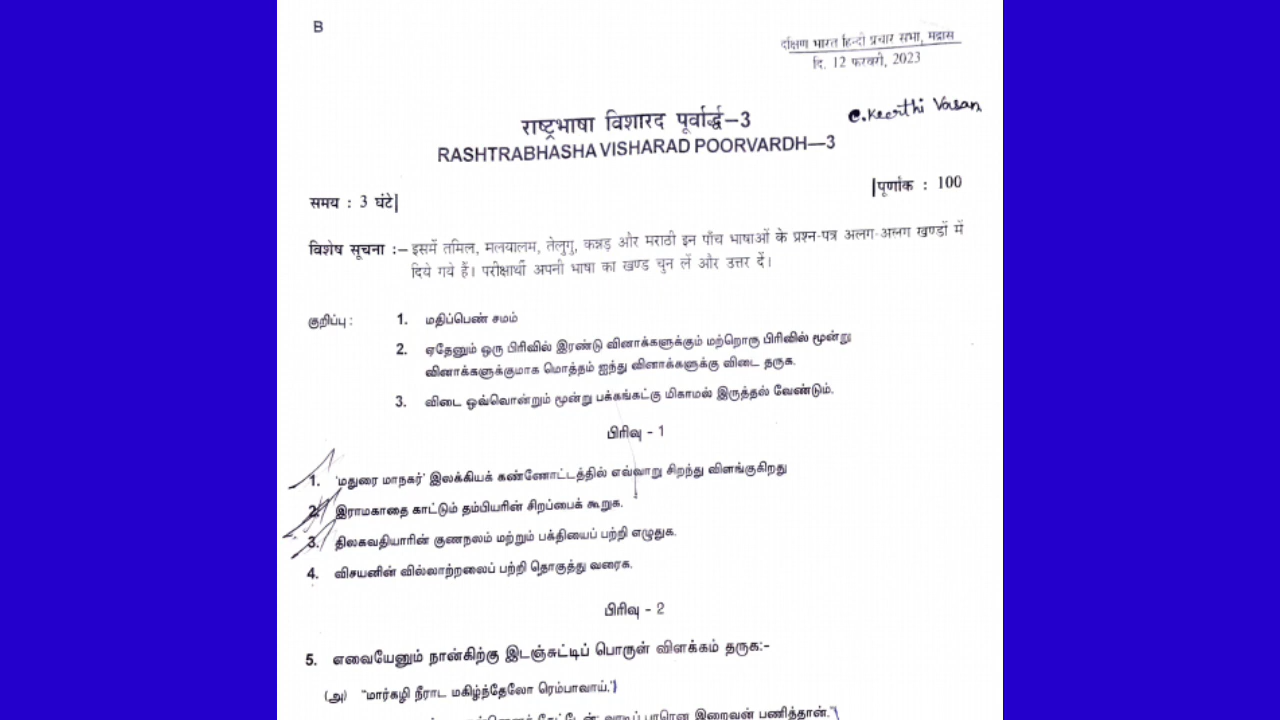 B
दक्षिण भारत हिन्दी प्रचार सभा, मद्रास
दि. 12 फरवरी, 2023
C. Keerthi Vasan
राष्ट्रभाषा विशारद पूर्वार्द्ध–3
RASHTRABHASHA VISHARAD POORVARDH—3
समय : 3 घंटे| |पूर्णांक : 100
विशेष सूचना :– इसमें तमिल, मलयालम, तेलुगु, कन्नड़ और मराठी इन पाँच भाषाओं के प्रश्न-पत्र अलग-अलग खण्डों में
दिये गये हैं। परीक्षार्थी अपनी भाषा का खण्ड चुन लें और उत्तर दें।
குறிப்பு : 1. மதிப்பெண் சமம்
2. ஏதேனும் ஒரு பிரிவில் இரண்டு வினாக்களுக்கும் மற்றொரு பிரிவில் மூன்று
வினாக்களுக்குமாக மொத்தம் ஐந்து வினாக்களுக்கு விடை தருக.
3. விடை ஒவ்வொன்றும் மூன்று பக்கங்கட்கு மிகாமல் இருத்தல் வேண்டும்.
பிரிவு - 1
1. 'மதுரை மாநகர்' இலக்கியக் கண்ணோட்டத்தில் எவ்வாறு சிறந்து விளங்குகிறது
2. இராமகாதை காட்டும் தம்பியரின் சிறப்பைக் கூறுக.
3. திலகவதியாரின் குணநலம் மற்றும் பக்தியைப் பற்றி எழுதுக.
4. விசயனின் வில்லாற்றலைப் பற்றி தொகுத்து வரைக.
பிரிவு - 2
5. எவையேனும் நான்கிற்கு இடஞ்சுட்டிப் பொருள் விளக்கம் தருக:-
(அ) "மார்கழி நீராட மகிழ்ந்தேலோ ரெம்பாவாய்."
இறைவன் பணித்தான்."